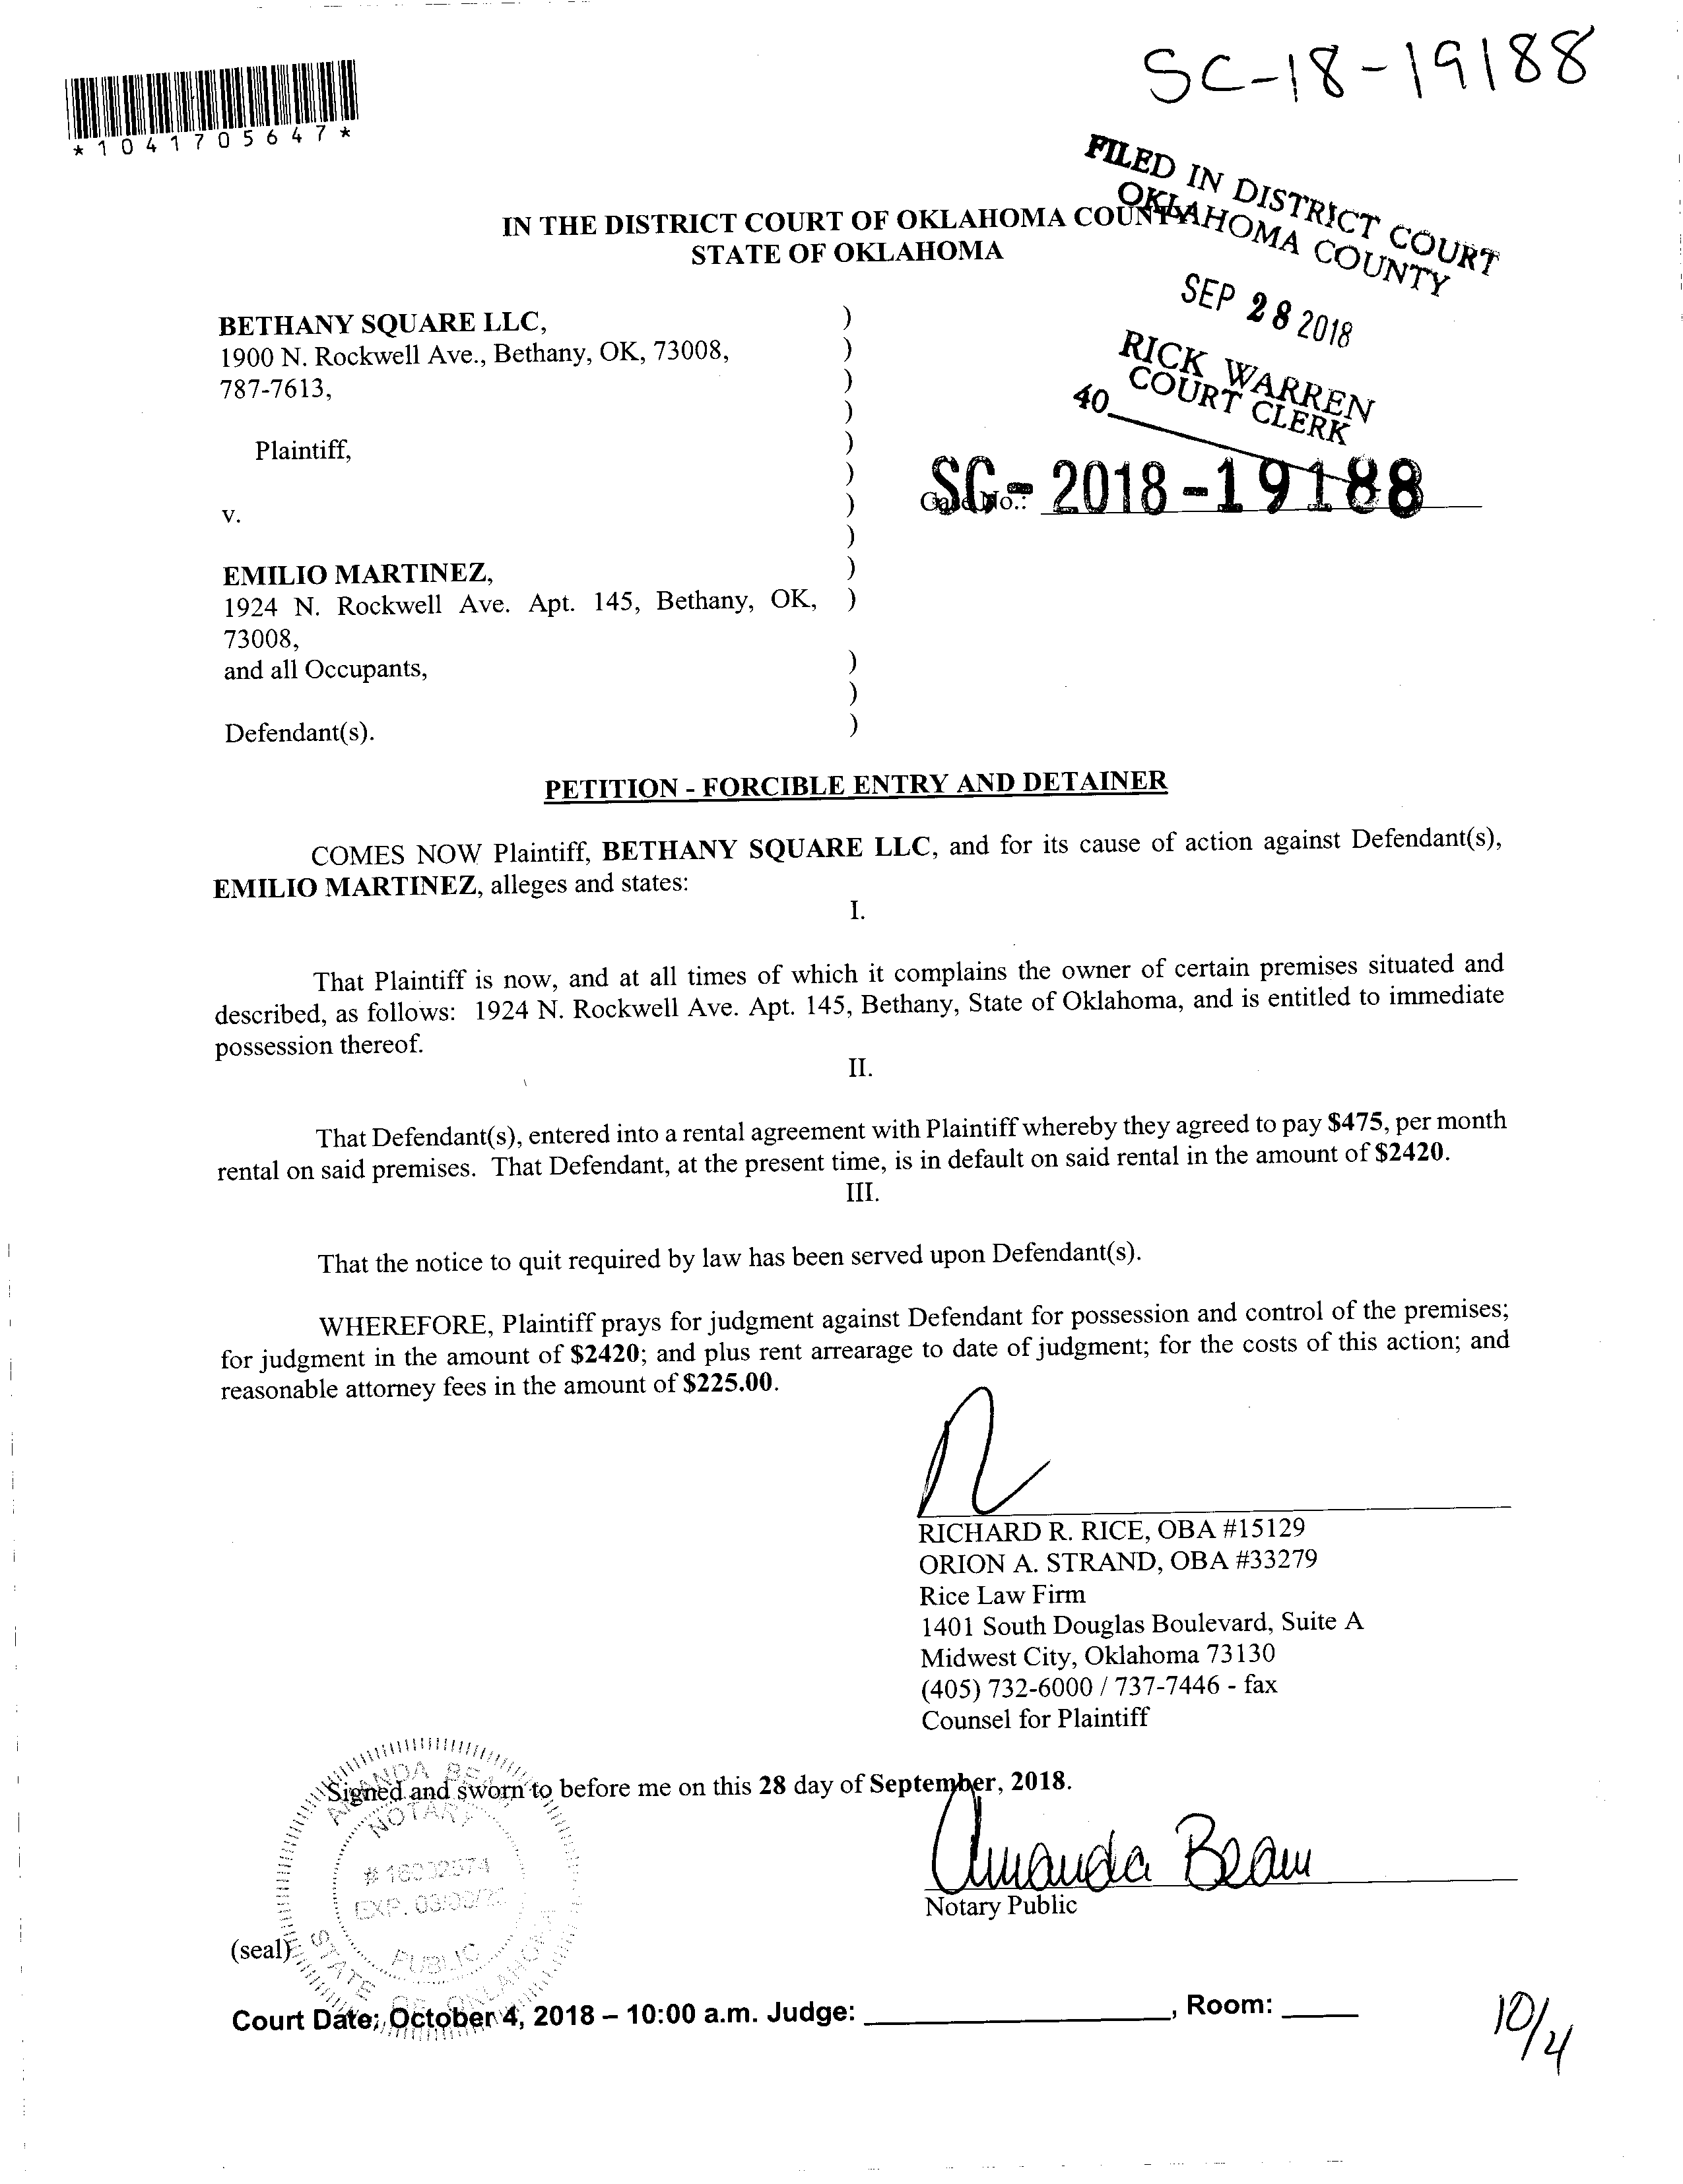 SC-18-19188
*1041705647*
FILED IN DISTRICT COURT
OKLAHOMA COUNTY
SEP 28 2018
RICK WARREN
COURT CLERK
40
IN THE DISTRICT COURT OF OKLAHOMA COUNTY
STATE OF OKLAHOMA
BETHANY SQUARE LLC, )
1900 N. Rockwell Ave., Bethany, OK, 73008, )
787-7613, )
)
Plaintiff, )
)
Case No.: SC-2018-19188
v. )
)
EMILIO MARTINEZ, )
1924 N. Rockwell Ave. Apt. 145, Bethany, OK, )
73008,
and all Occupants, )
)
Defendant(s). )
PETITION - FORCIBLE ENTRY AND DETAINER
COMES NOW Plaintiff, BETHANY SQUARE LLC, and for its cause of action against Defendant(s),
EMILIO MARTINEZ, alleges and states:
I.
That Plaintiff is now, and at all times of which it complains the owner of certain premises situated and
described, as follows: 1924 N. Rockwell Ave. Apt. 145, Bethany, State of Oklahoma, and is entitled to immediate
possession thereof.
II.
That Defendant(s), entered into a rental agreement with Plaintiff whereby they agreed to pay $475, per month
rental on said premises. That Defendant, at the present time, is in default on said rental in the amount of $2420.
III.
That the notice to quit required by law has been served upon Defendant(s).
WHEREFORE, Plaintiff prays for judgment against Defendant for possession and control of the premises;
for judgment in the amount of $2420; and plus rent arrearage to date of judgment; for the costs of this action; and
reasonable attorney fees in the amount of $225.00.
RICHARD R. RICE, OBA #15129
ORION A. STRAND, OBA #33279
Rice Law Firm
1401 South Douglas Boulevard, Suite A
Midwest City, Oklahoma 73130
(405) 732-6000 / 737-7446 - fax
Counsel for Plaintiff
Signed and sworn to before me on this 28 day of September, 2018.
Amanda Beam
Notary Public
AMANDA
NOTARY
PUBLIC
STATE OF OKLAHOMA
(seal)
Court Date: October 4, 2018 – 10:00 a.m. Judge: ____________________, Room: _____
10/4